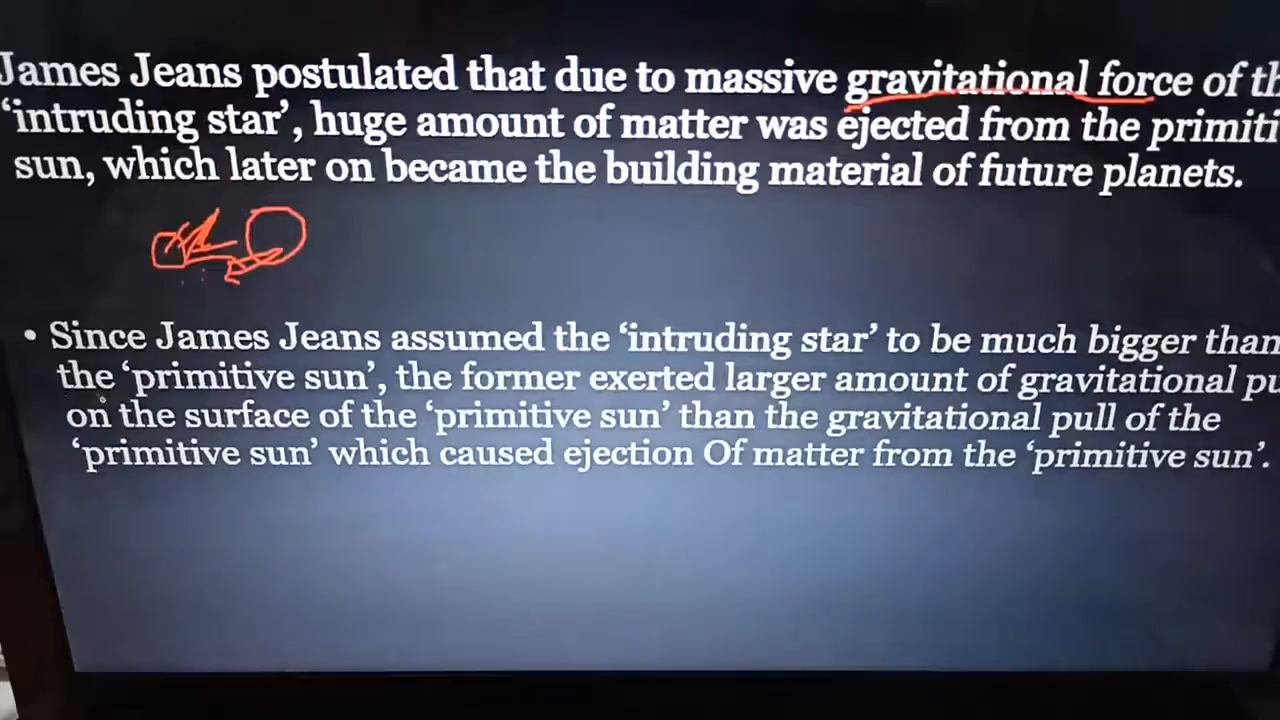 James Jeans postulated that due to massive gravitational force of th
‘intruding star’, huge amount of matter was ejected from the primiti
sun, which later on became the building material of future planets.
• Since James Jeans assumed the ‘intruding star’ to be much bigger than
the ‘primitive sun’, the former exerted larger amount of gravitational pu
on the surface of the ‘primitive sun’ than the gravitational pull of the
‘primitive sun’ which caused ejection Of matter from the ‘primitive sun’.